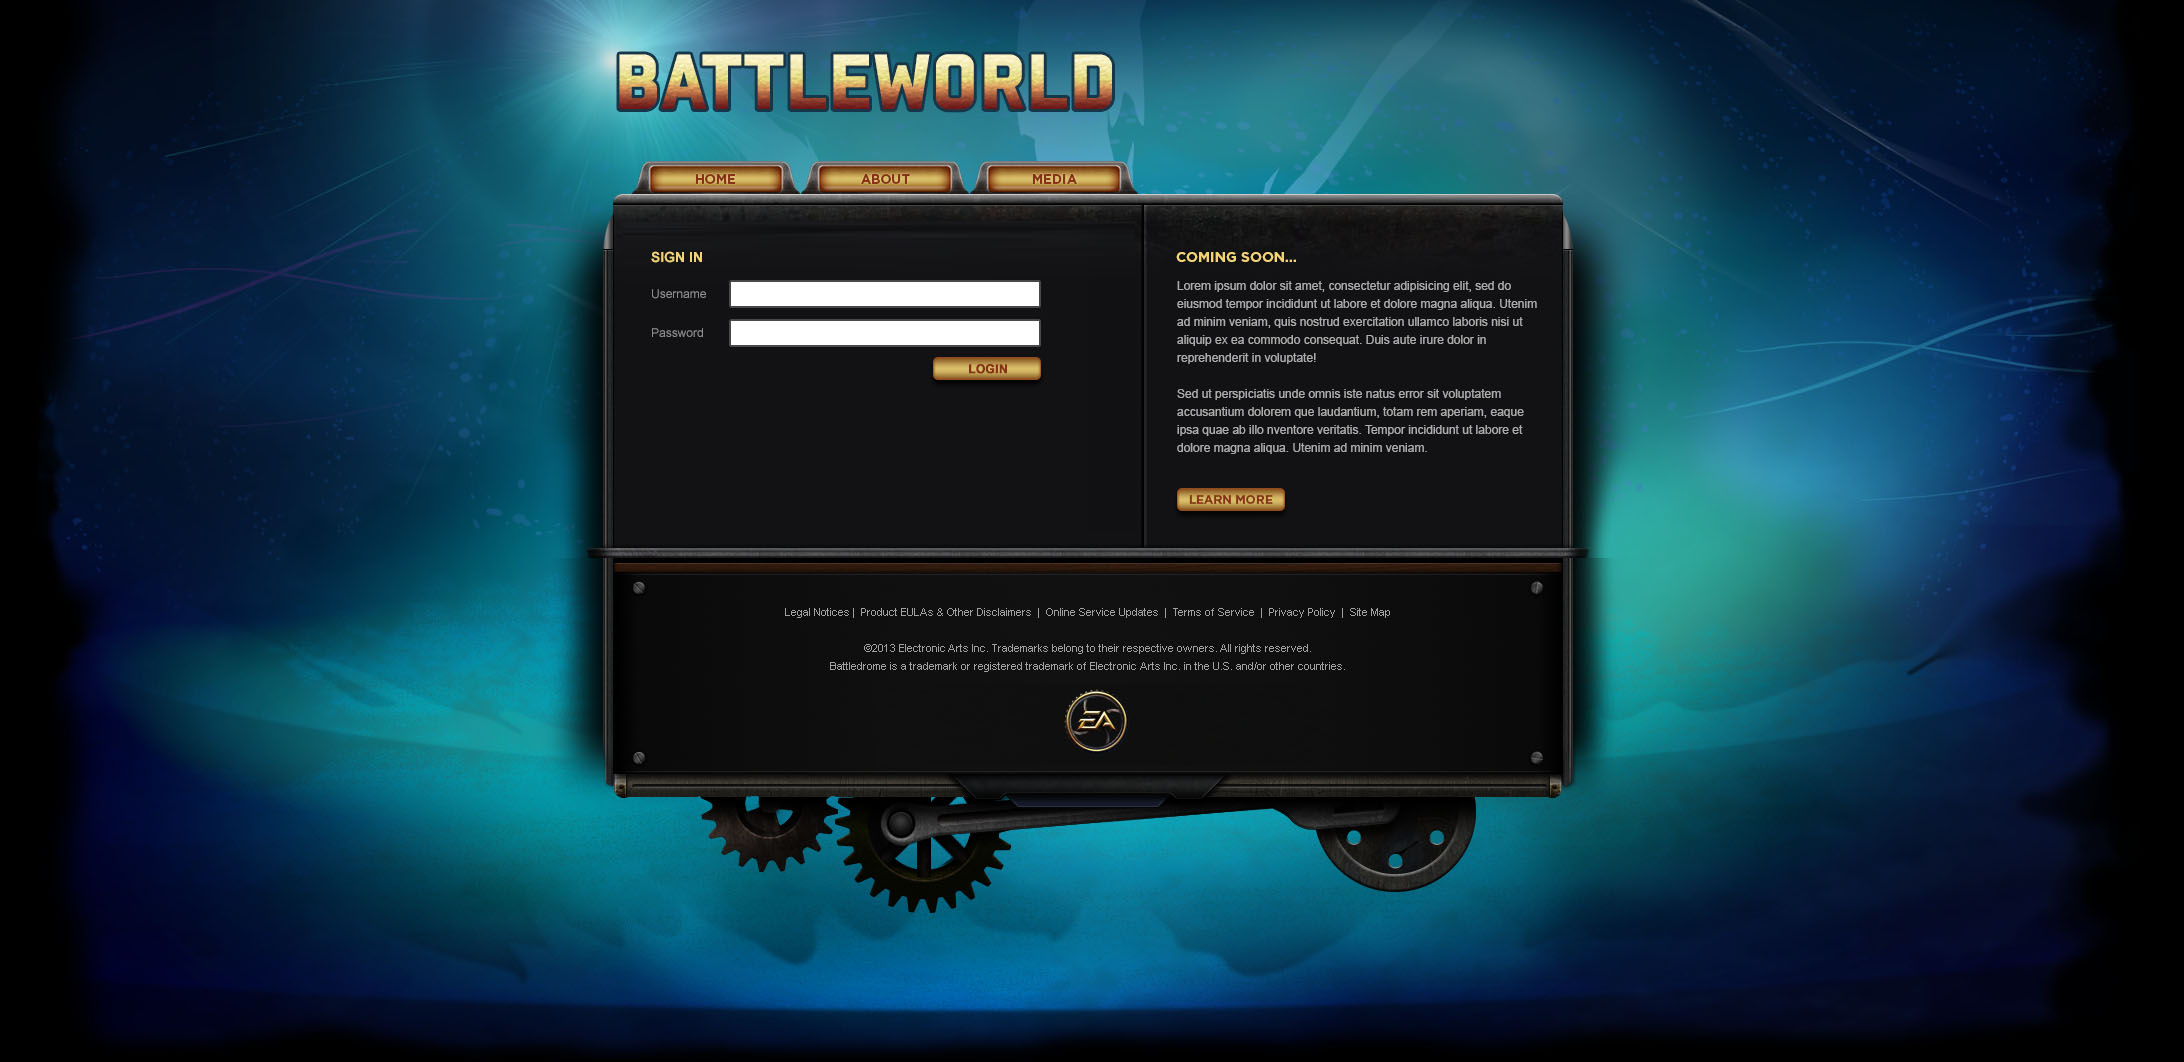 BATTLEWORLD
HOME
ABOUT
MEDIA
SIGN IN
Username
Password
LOGIN
COMING SOON...
Lorem ipsum dolor sit amet, consectetur adipisicing elit, sed do
eiusmod tempor incididunt ut labore et dolore magna aliqua. Utenim
ad minim veniam, quis nostrud exercitation ullamco laboris nisi ut
aliquip ex ea commodo consequat. Duis aute irure dolor in
reprehenderit in voluptate!
Sed ut perspiciatis unde omnis iste natus error sit voluptatem
accusantium dolorem que laudantium, totam rem aperiam, eaque
ipsa quae ab illo nventore veritatis. Tempor incididunt ut labore et
dolore magna aliqua. Utenim ad minim veniam.
LEARN MORE
Legal Notices | Product EULAs & Other Disclaimers | Online Service Updates | Terms of Service | Privacy Policy | Site Map
©2013 Electronic Arts Inc. Trademarks belong to their respective owners. All rights reserved.
Battledrome is a trademark or registered trademark of Electronic Arts Inc. in the U.S. and/or other countries.
EA